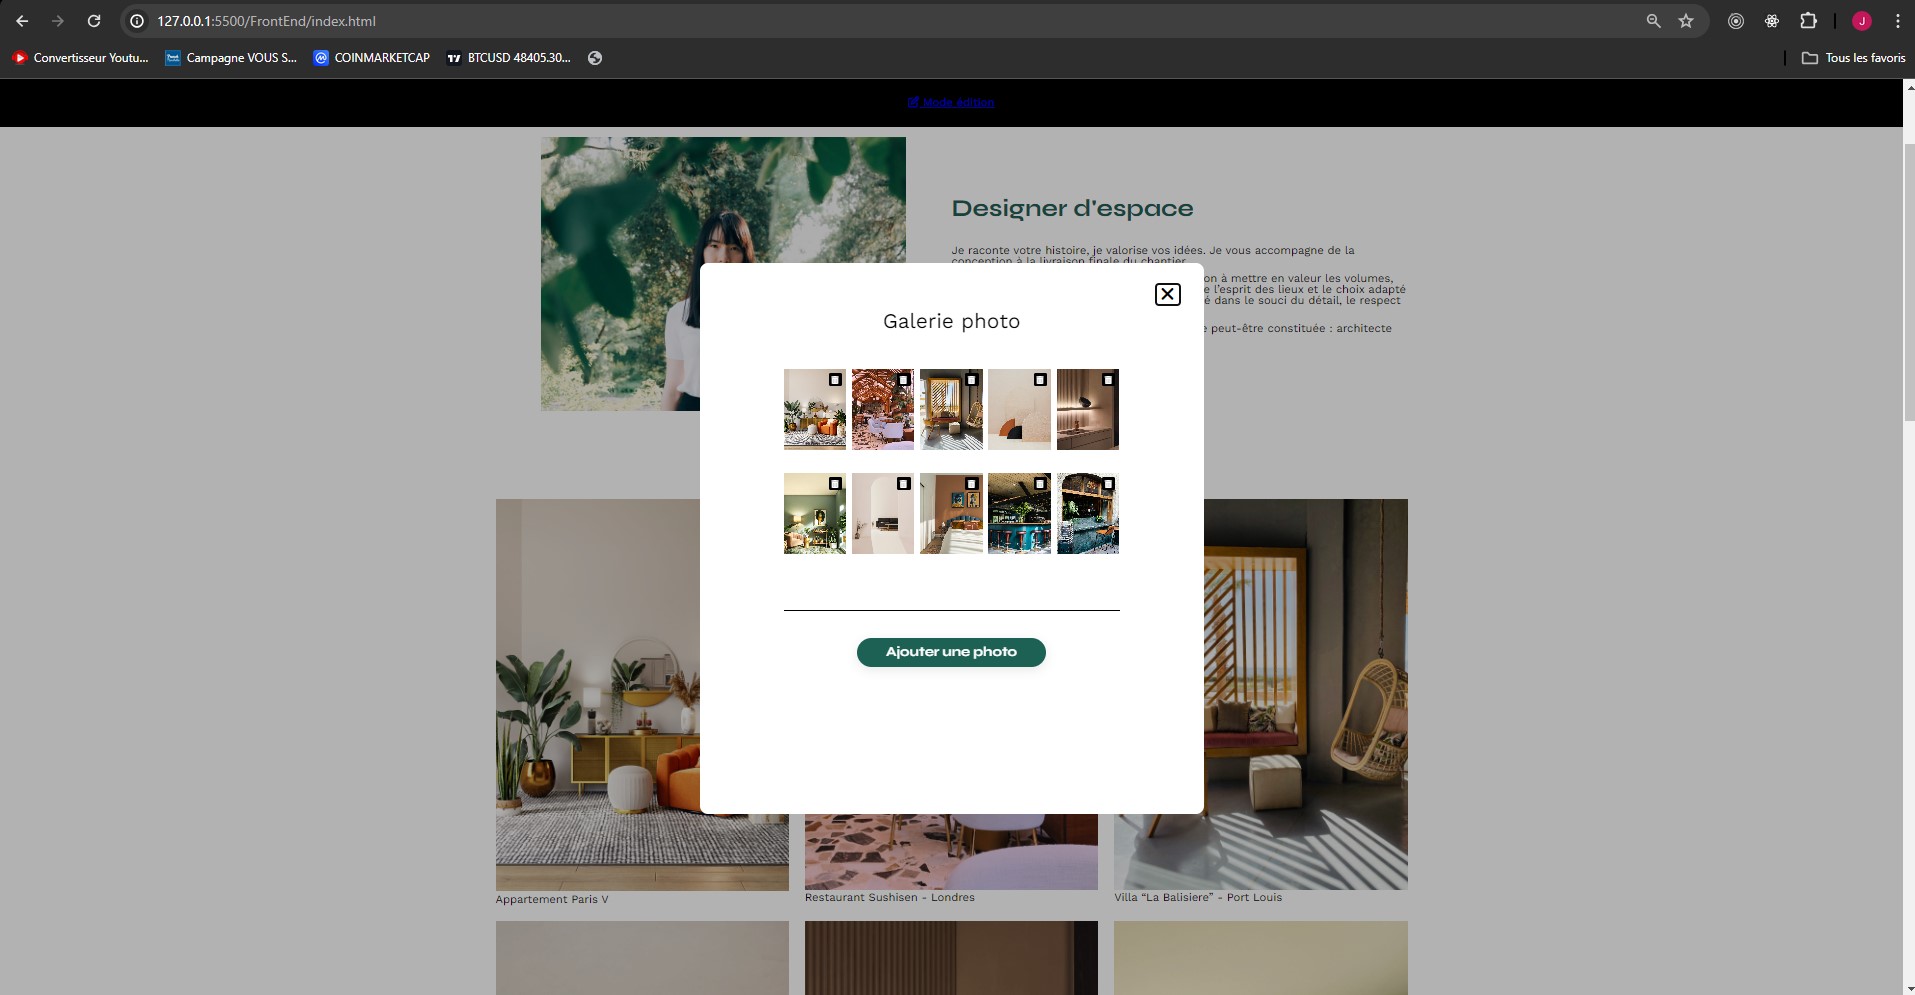 127.0.0.1:5500/FrontEnd/index.html
J
Convertisseur Youtu...
Campagne VOUS S...
COINMARKETCAP
BTCUSD 48405.30...
Tous les favoris
Mode édition
Designer d'espace
Je raconte votre histoire, je valorise vos idées. Je vous accompagne de la
conception à la livraison finale du chantier.
on à mettre en valeur les volumes,
e l'esprit des lieux et le choix adapté
é dans le souci du détail, le respect
e peut-être constituée : architecte
Galerie photo
Ajouter une photo
Appartement Paris V
Restaurant Sushisen - Londres
Villa “La Balisiere” - Port Louis